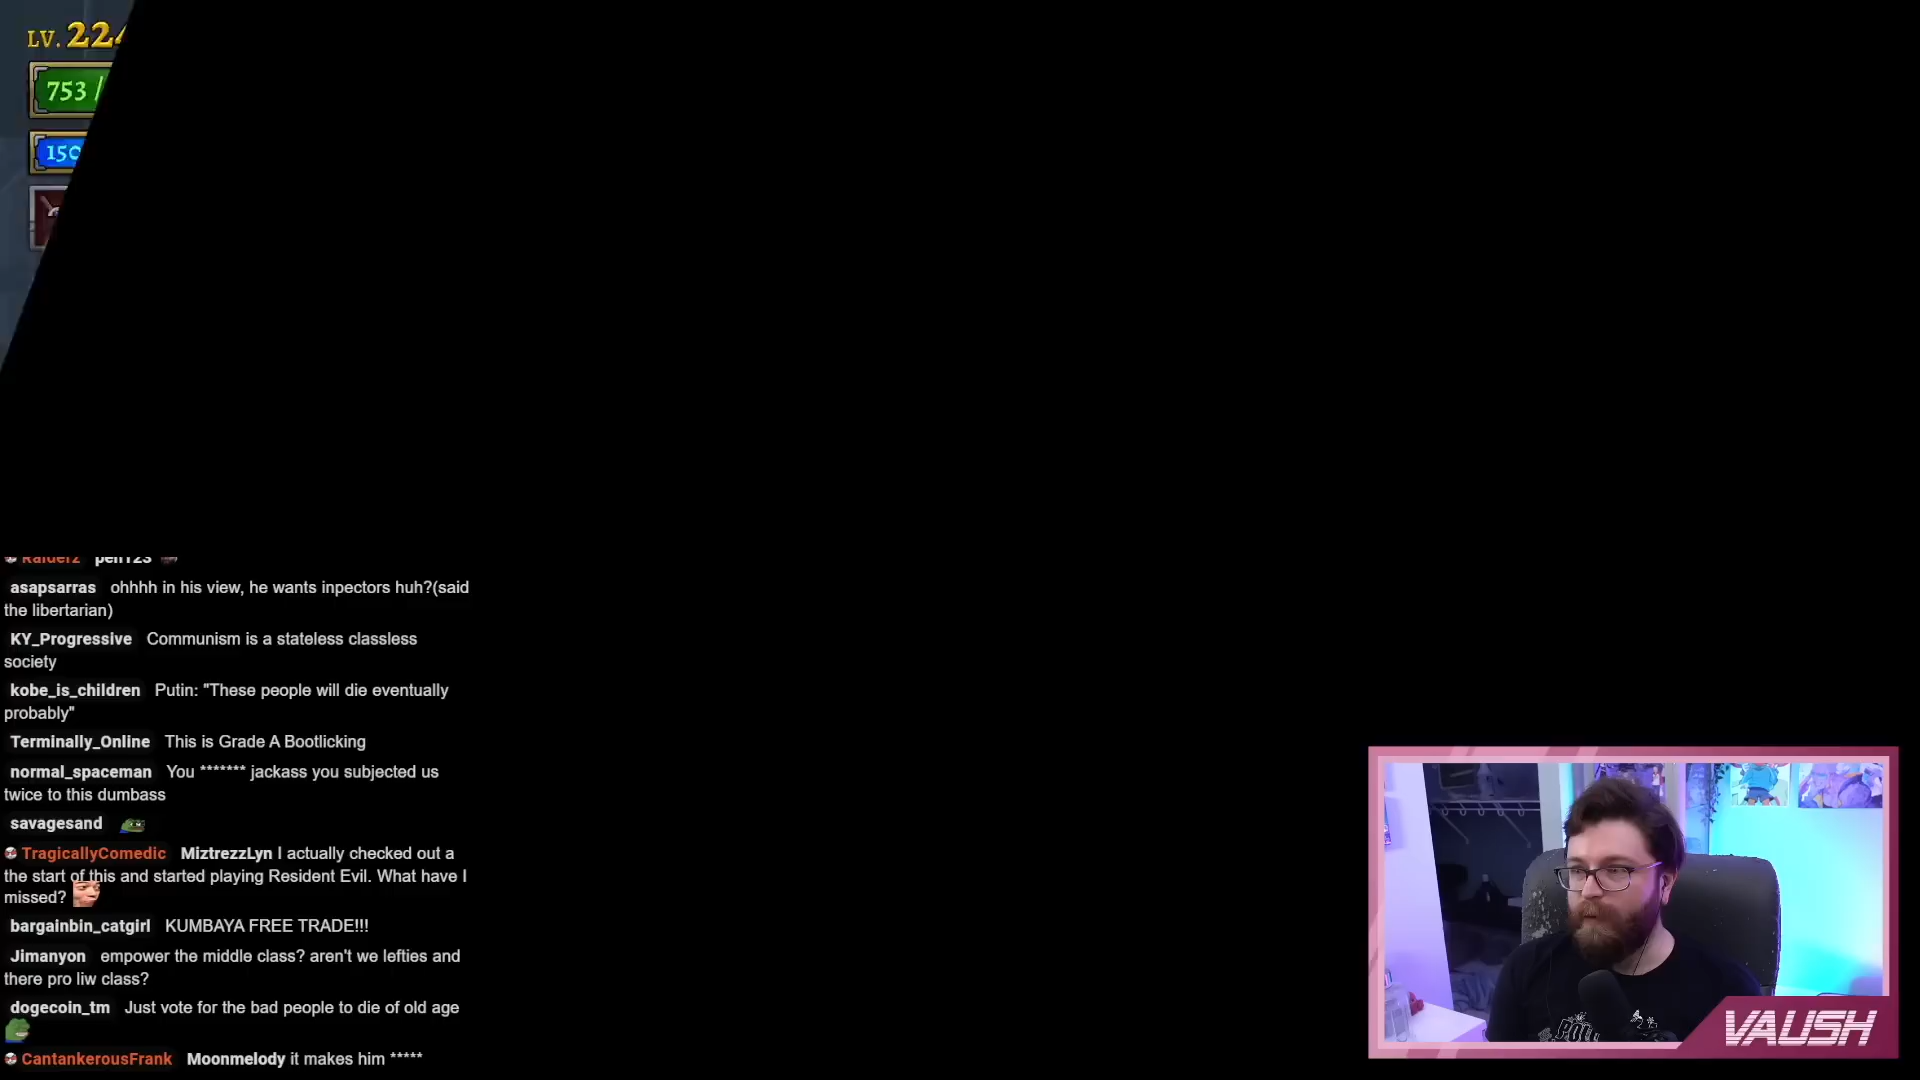 LV. 224
753 /
150
Raiderz pen123
asapsarras ohhhh in his view, he wants inpectors huh?(said
the libertarian)
KY_Progressive Communism is a stateless classless
society
kobe_is_children Putin: "These people will die eventually
probably"
Terminally_Online This is Grade A Bootlicking
normal_spaceman You ******* jackass you subjected us
twice to this dumbass
savagesand
TragicallyComedic MiztrezzLyn I actually checked out a
the start of this and started playing Resident Evil. What have I
missed?
bargainbin_catgirl KUMBAYA FREE TRADE!!!
Jimanyon empower the middle class? aren't we lefties and
there pro liw class?
dogecoin_tm Just vote for the bad people to die of old age
CantankerousFrank Moonmelody it makes him *****
VAUSH